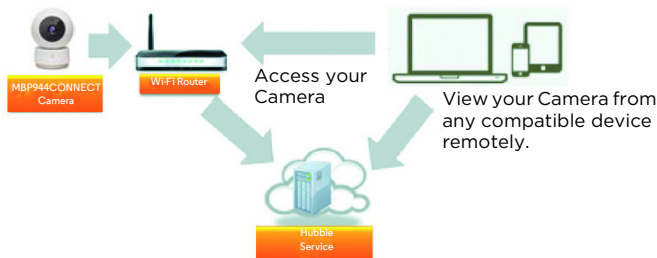 MBP944CONNECT
Camera
Wi-Fi Router
Access your
Camera
View your Camera from
any compatible device
remotely.
Hubble
Service